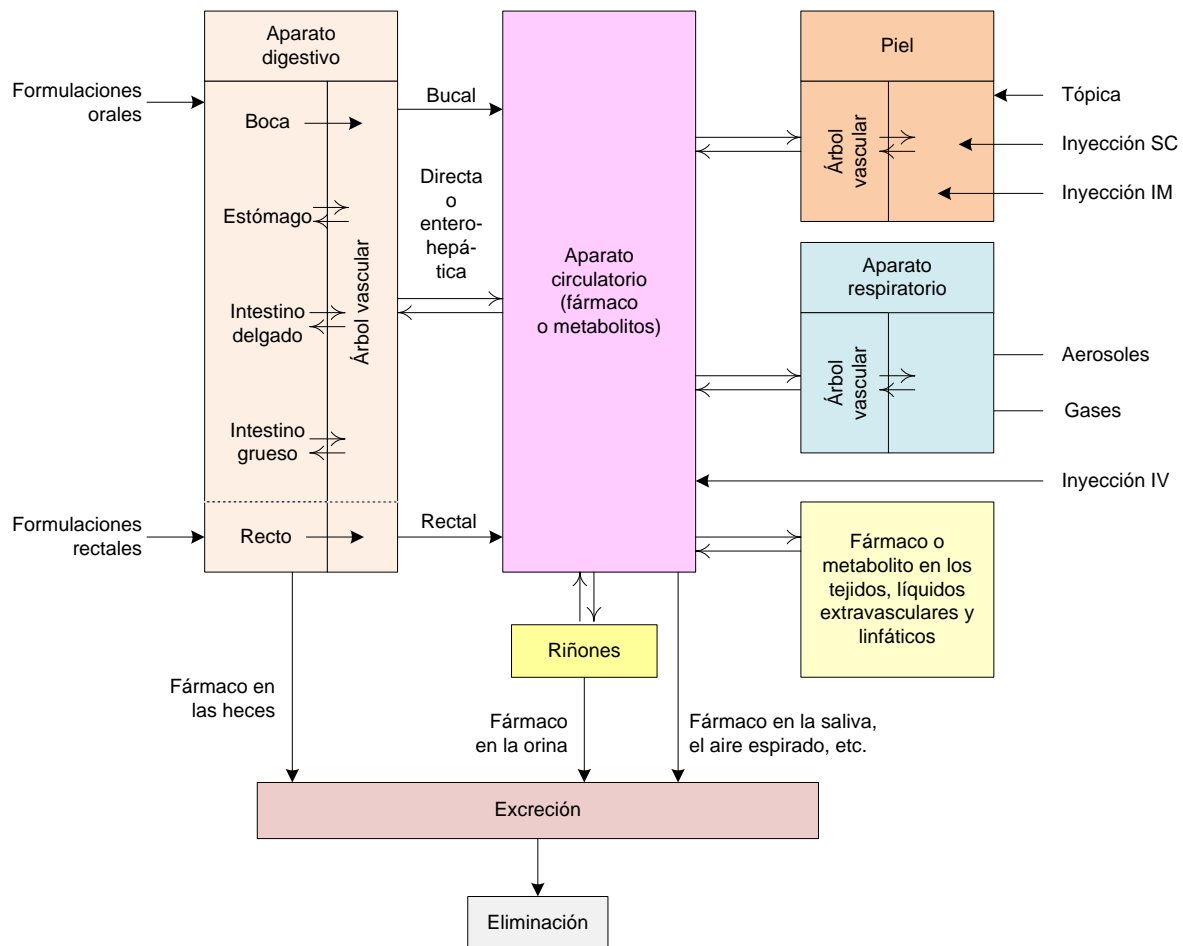 Aparato
digestivo
Formulaciones
orales
Boca
Estómago
Intestino
delgado
Intestino
grueso
Árbol vascular
Formulaciones
rectales
Recto
Bucal
Directa
o
entero-
hepá-
tica
Rectal
Aparato
circulatorio
(fármaco
o metabolitos)
Piel
Árbol
vascular
Tópica
Inyección SC
Inyección IM
Aparato
respiratorio
Árbol
vascular
Aerosoles
Gases
Inyección IV
Fármaco o
metabolito en los
tejidos, líquidos
extravasculares y
linfáticos
Riñones
Fármaco en
las heces
Fármaco
en la orina
Fármaco en la saliva,
el aire espirado, etc.
Excreción
Eliminación